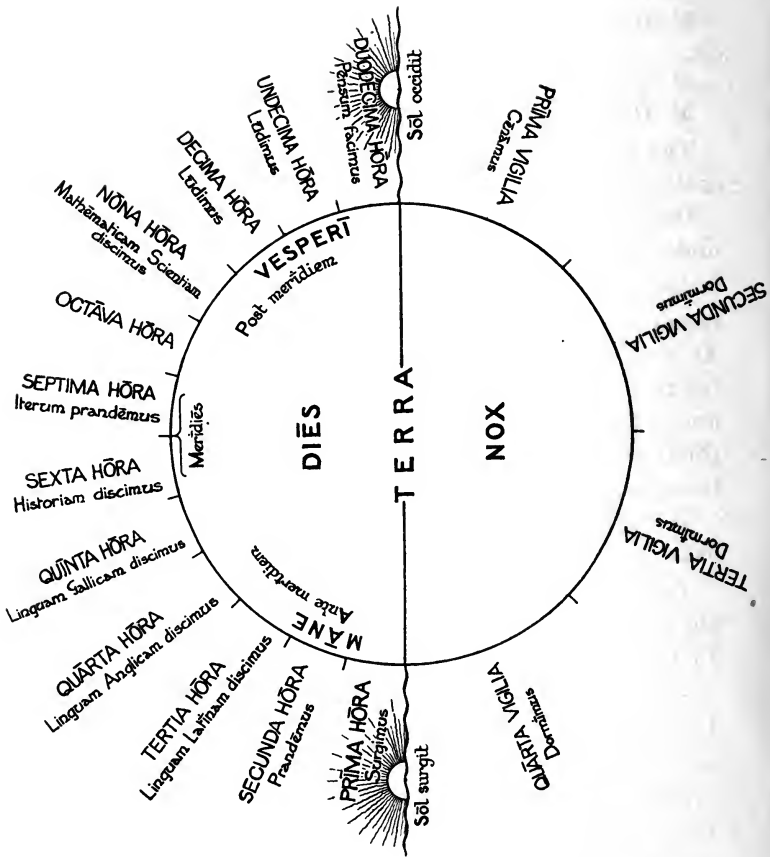 PRĪMA HŌRA
Surgimus
SECUNDA HŌRA
Prandēmus
TERTIA HŌRA
Linguam Latīnam discimus
QUĀRTA HŌRA
Linguam Anglicam discimus
QUĪNTA HŌRA
Linguam Gallicam discimus
SEXTA HŌRA
Historiam discimus
SEPTIMA HŌRA
Iterum prandēmus
OCTĀVA HŌRA
NŌNA HŌRA
Mathēmaticam Scientiam
discimus
DECIMA HŌRA
Lūdimus
UNDECIMA HŌRA
Lūdimus
DUODECIMA HŌRA
Pensum facimus
Sōl surgit
Sōl occidit
MĀNE
Ante merīdiem
Merīdiēs
VESPERĪ
Post merīdiem
DIĒS
TERRA
NOX
PRĪMA VIGILIA
Cēnāmus
SECUNDA VIGILIA
Dormīmus
TERTIA VIGILIA
Dormīmus
QUĀRTA VIGILIA
Dormīmus